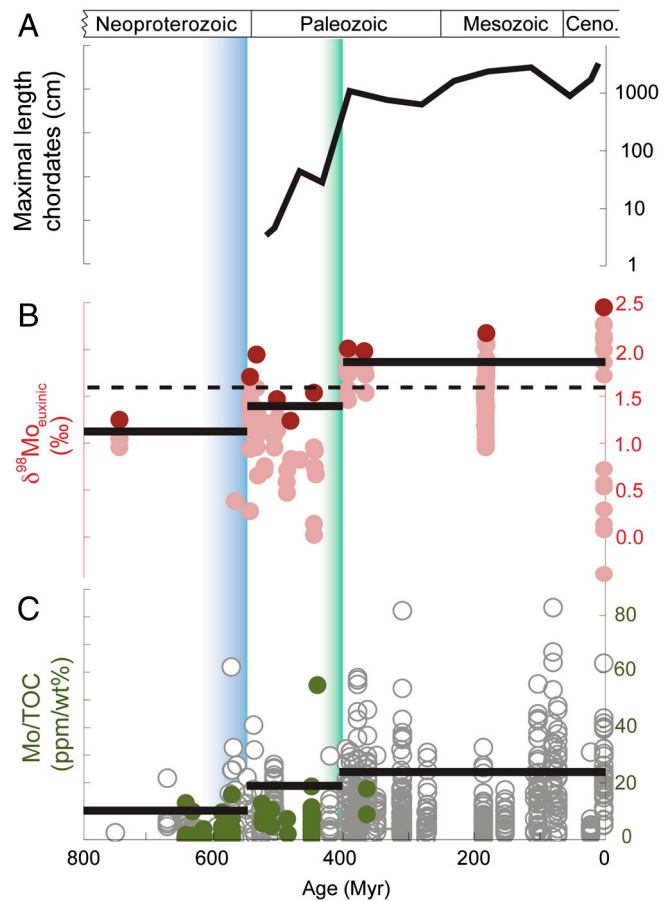 A
Neoproterozoic Paleozoic Mesozoic Ceno.
Maximal length
chordates (cm)
1000
100
10
1
B
δ98Moeuxinic
(‰)
2.5
2.0
1.5
1.0
0.5
0.0
C
Mo/TOC
(ppm/wt%)
80
60
40
20
0
800 600 400 200 0
Age (Myr)